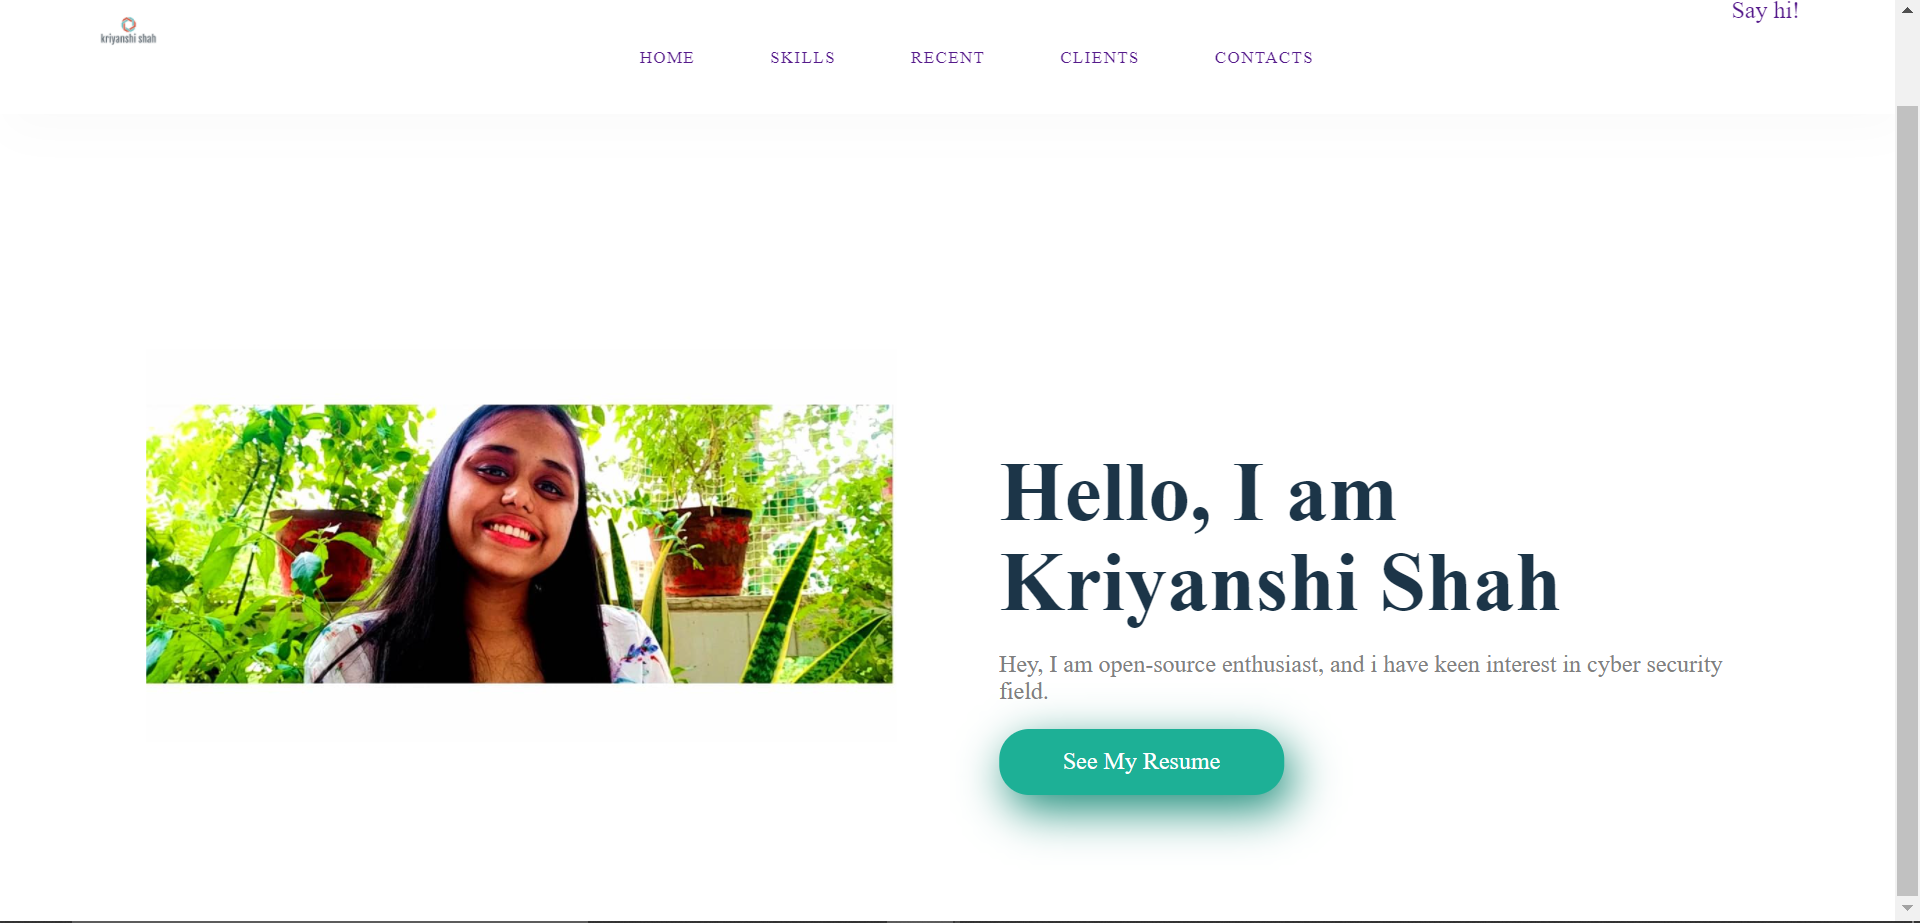 kriyanshi shah
Say hi!
HOME SKILLS RECENT CLIENTS CONTACTS
Hello, I am
Kriyanshi Shah
Hey, I am open-source enthusiast, and i have keen interest in cyber security
field.
See My Resume